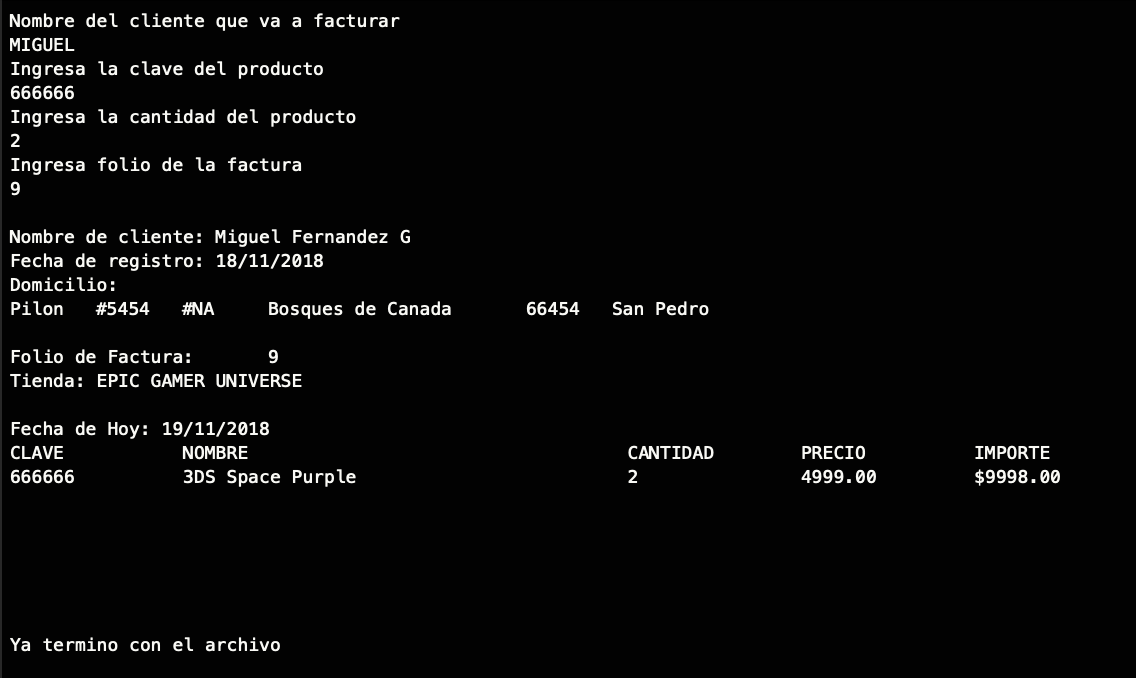 Nombre del cliente que va a facturar
MIGUEL
Ingresa la clave del producto
666666
Ingresa la cantidad del producto
2
Ingresa folio de la factura
9
Nombre de cliente: Miguel Fernandez G
Fecha de registro: 18/11/2018
Domicilio:
Pilon #5454 #NA Bosques de Canada 66454 San Pedro
Folio de Factura: 9
Tienda: EPIC GAMER UNIVERSE
Fecha de Hoy: 19/11/2018
CLAVE NOMBRE CANTIDAD PRECIO IMPORTE
666666 3DS Space Purple 2 4999.00 $9998.00
Ya termino con el archivo